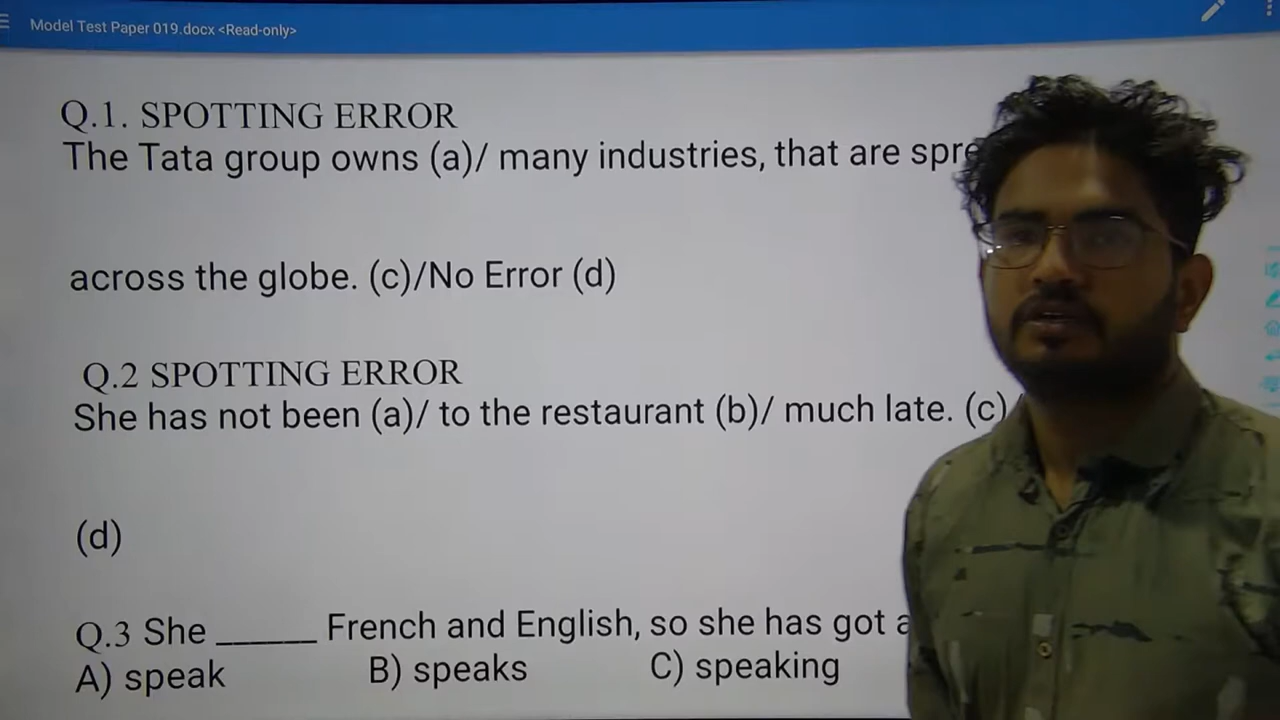 Model Test Paper 019.docx <Read-only>
Q.1. SPOTTING ERROR
The Tata group owns (a)/ many industries, that are
across the globe. (c)/No Error (d)
Q.2 SPOTTING ERROR
She has not been (a)/ to the restaurant (b)/ much late. (c)/
(d)
Q.3 She ______ French and English, so she has got
A) speak B) speaks C) speaking